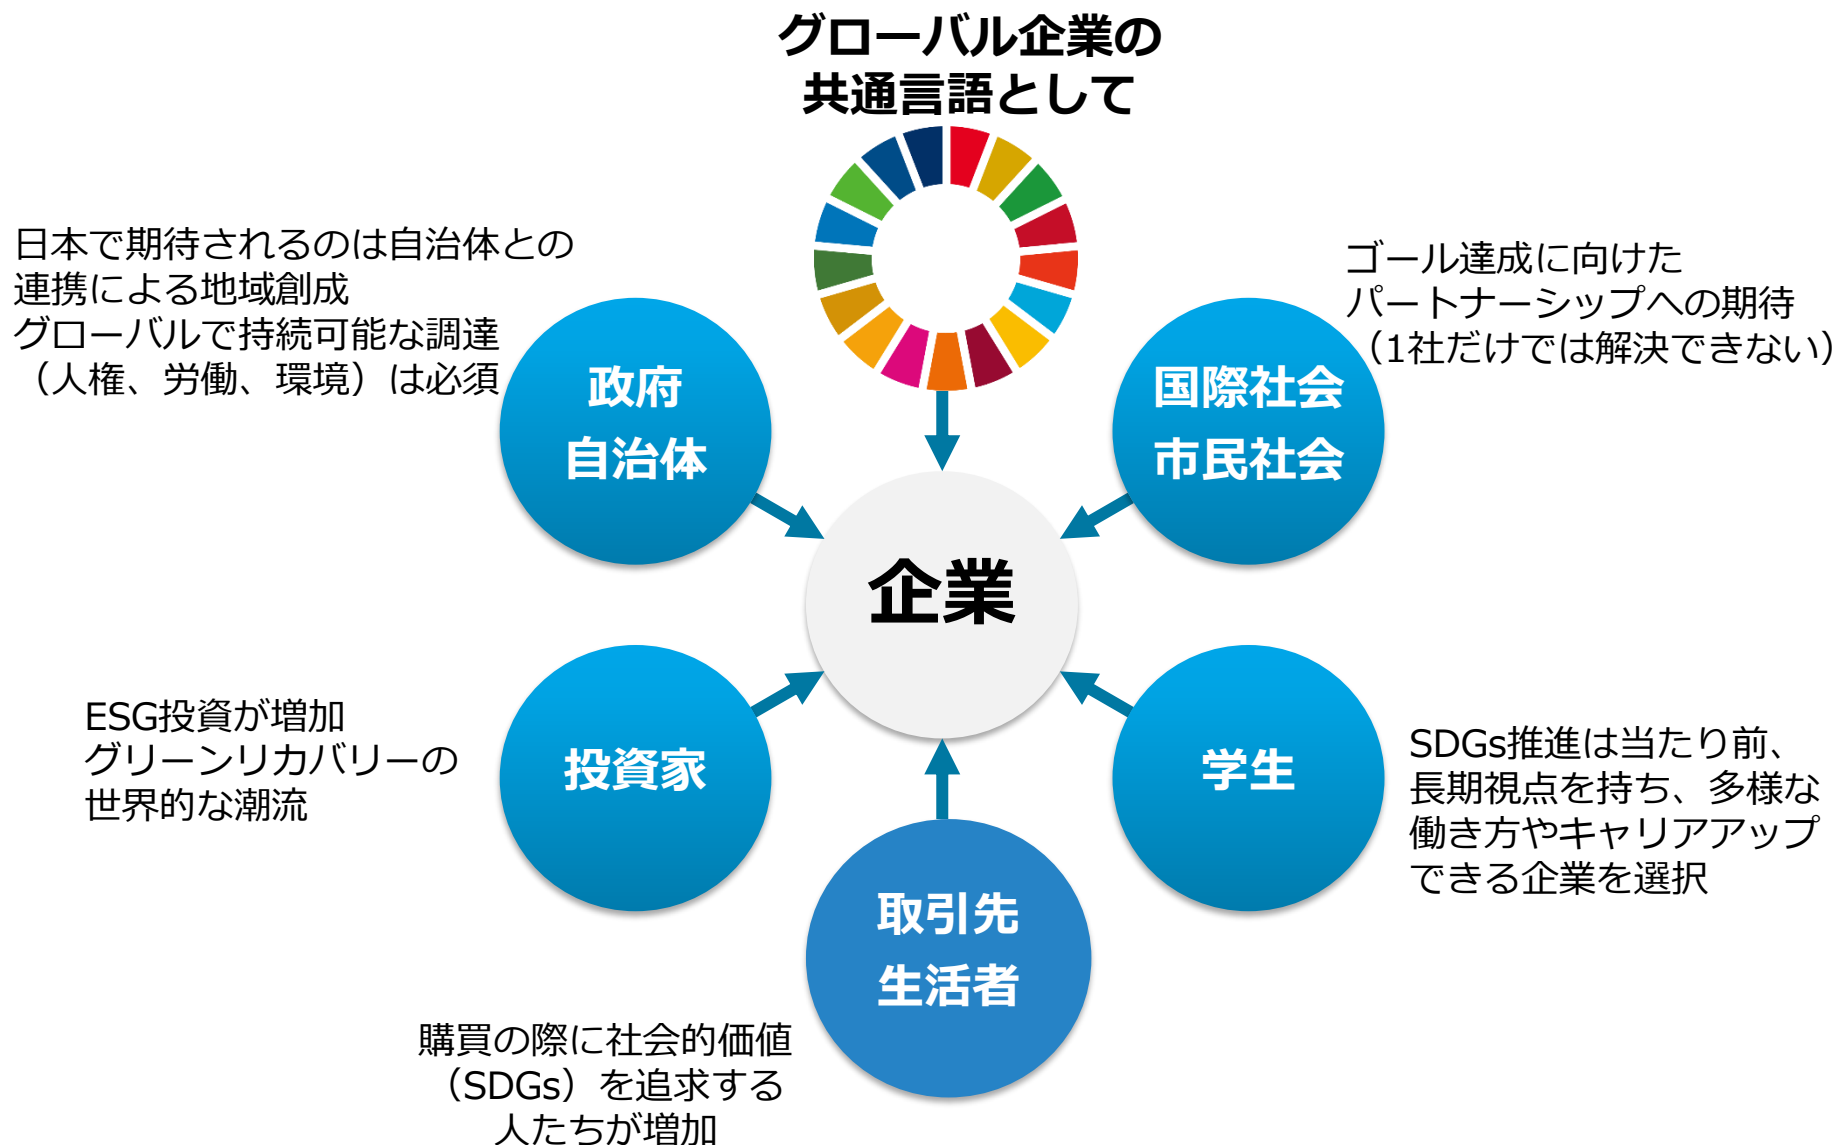 グローバル企業の
共通言語として
日本で期待されるのは自治体との
連携による地域創成
グローバルで持続可能な調達
（人権、労働、環境）は必須
政府
自治体
ゴール達成に向けた
パートナーシップへの期待
（1社だけでは解決できない）
国際社会
市民社会
企業
ESG投資が増加
グリーンリカバリーの
世界的な潮流
投資家
学生
SDGs推進は当たり前、
長期視点を持ち、多様な
働き方やキャリアアップ
できる企業を選択
取引先
生活者
購買の際に社会的価値
（SDGs）を追求する
人たちが増加